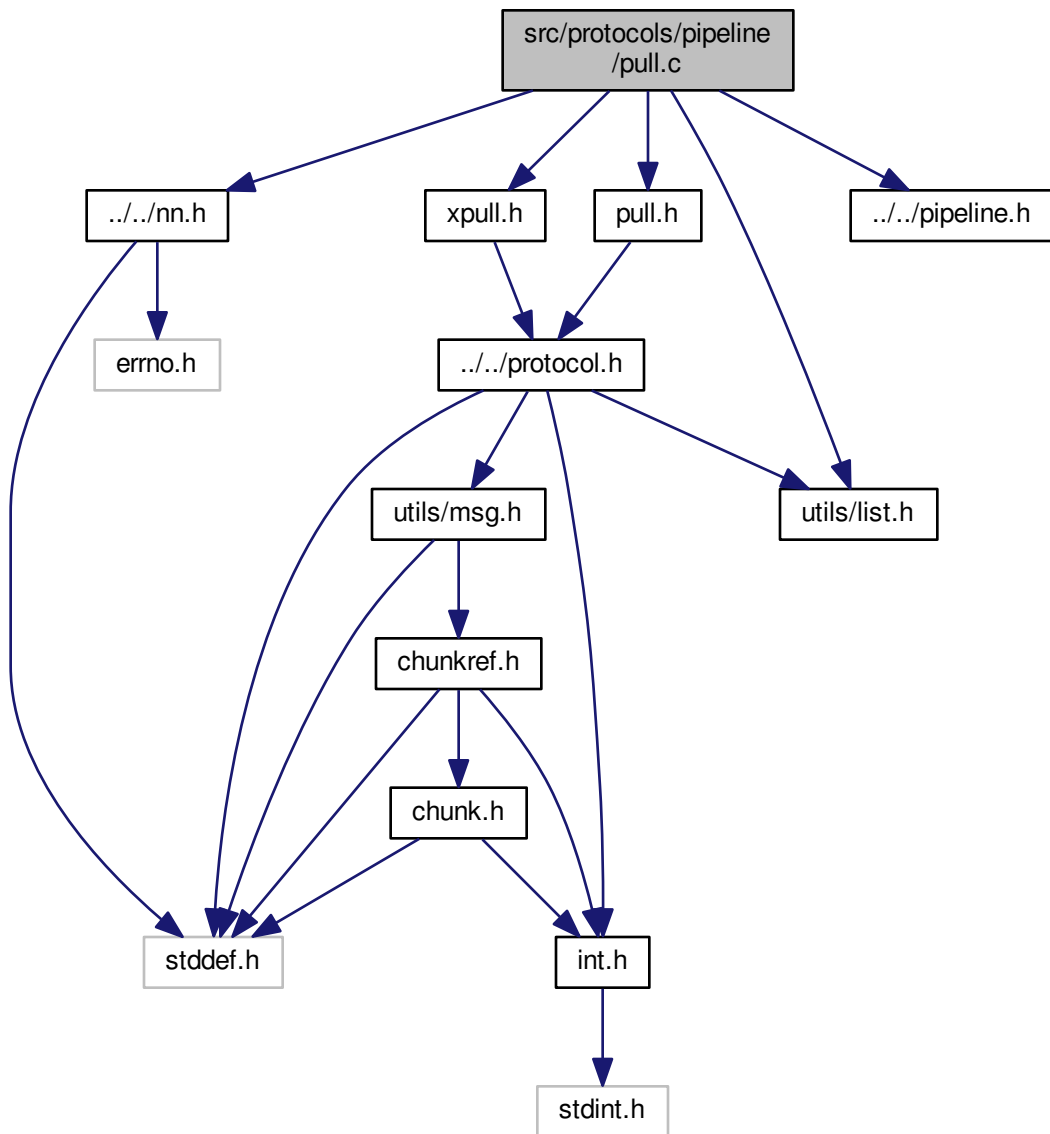 src/protocols/pipeline
/pull.c
../../nn.h
xpull.h
pull.h
../../pipeline.h
errno.h
../../protocol.h
utils/msg.h
utils/list.h
chunkref.h
chunk.h
stddef.h
int.h
stdint.h